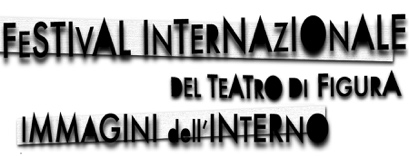 FeSTIVAL INTeRNAZIONALE
DEL TeATRO DI FIGURA
IMMAGINI dell'INTERNO